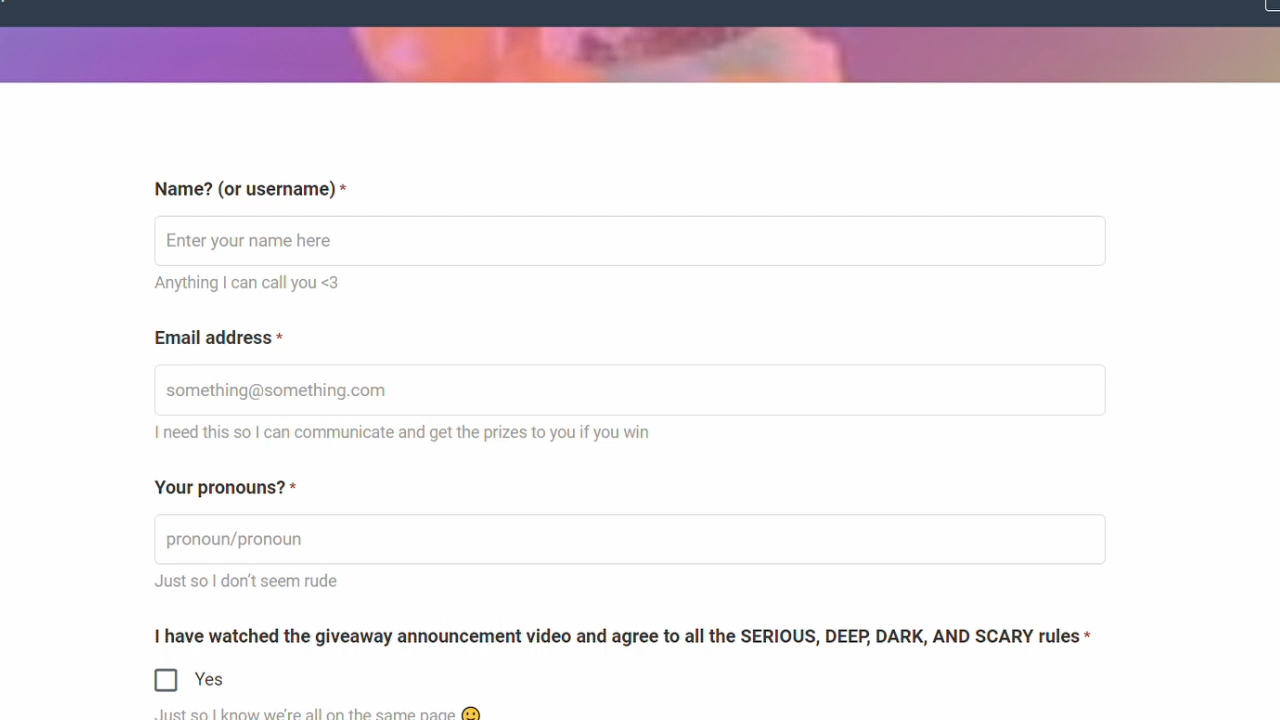 Name? (or username) *
Enter your name here
Anything I can call you <3
Email address *
something@something.com
I need this so I can communicate and get the prizes to you if you win
Your pronouns? *
pronoun/pronoun
Just so I don’t seem rude
I have watched the giveaway announcement video and agree to all the SERIOUS, DEEP, DARK, AND SCARY rules *
Yes
Just so I know we’re all on the same page 🙂